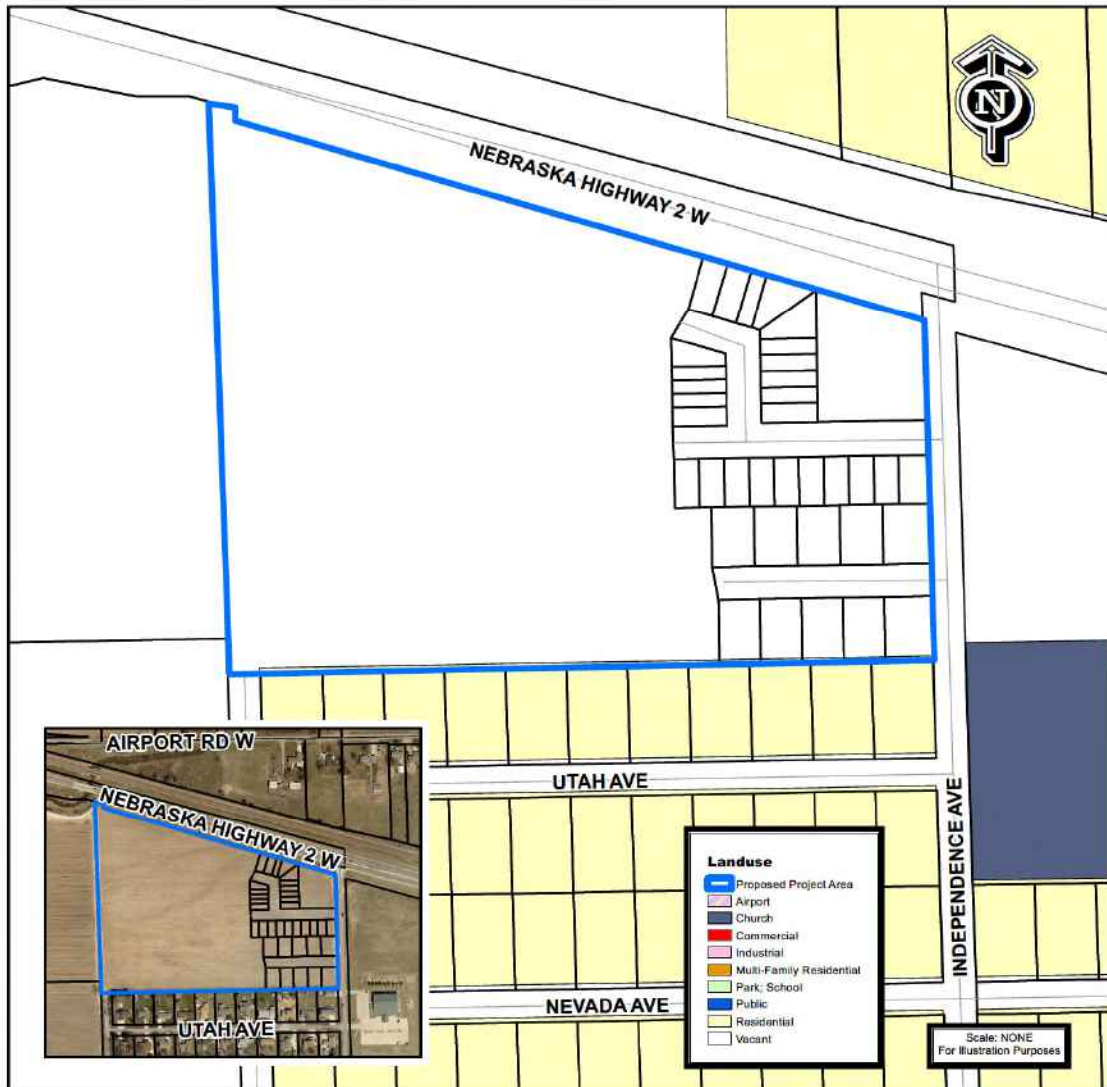 N
NEBRASKA HIGHWAY 2 W
AIRPORT RD W
NEBRASKA HIGHWAY 2 W
UTAH AVE
UTAH AVE
NEVADA AVE
INDEPENDENCE AVE
Landuse
Proposed Project Area
Airport
Church
Commercial
Industrial
Multi-Family Residential
Park; School
Public
Residential
Vacant
Scale: NONE
For Illustration Purposes